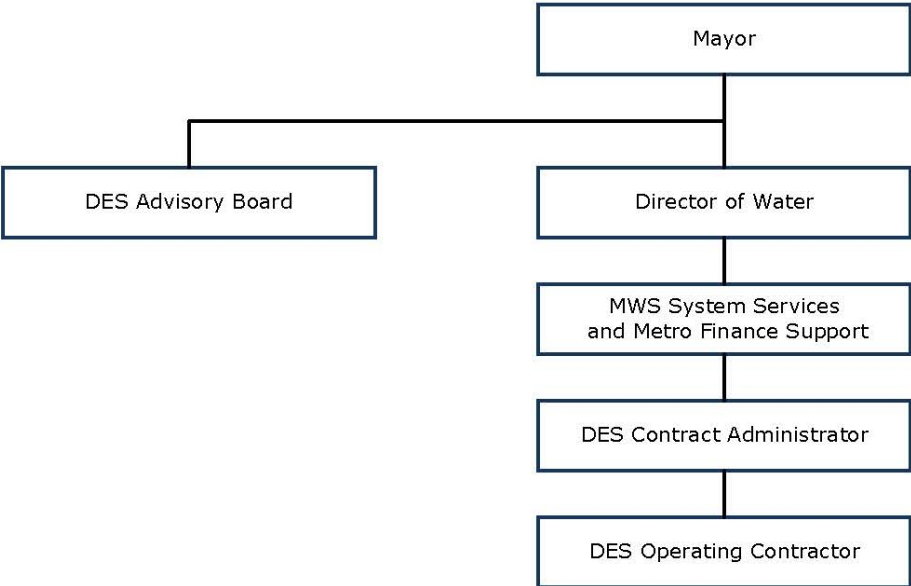 Mayor
DES Advisory Board
Director of Water
MWS System Services
and Metro Finance Support
DES Contract Administrator
DES Operating Contractor